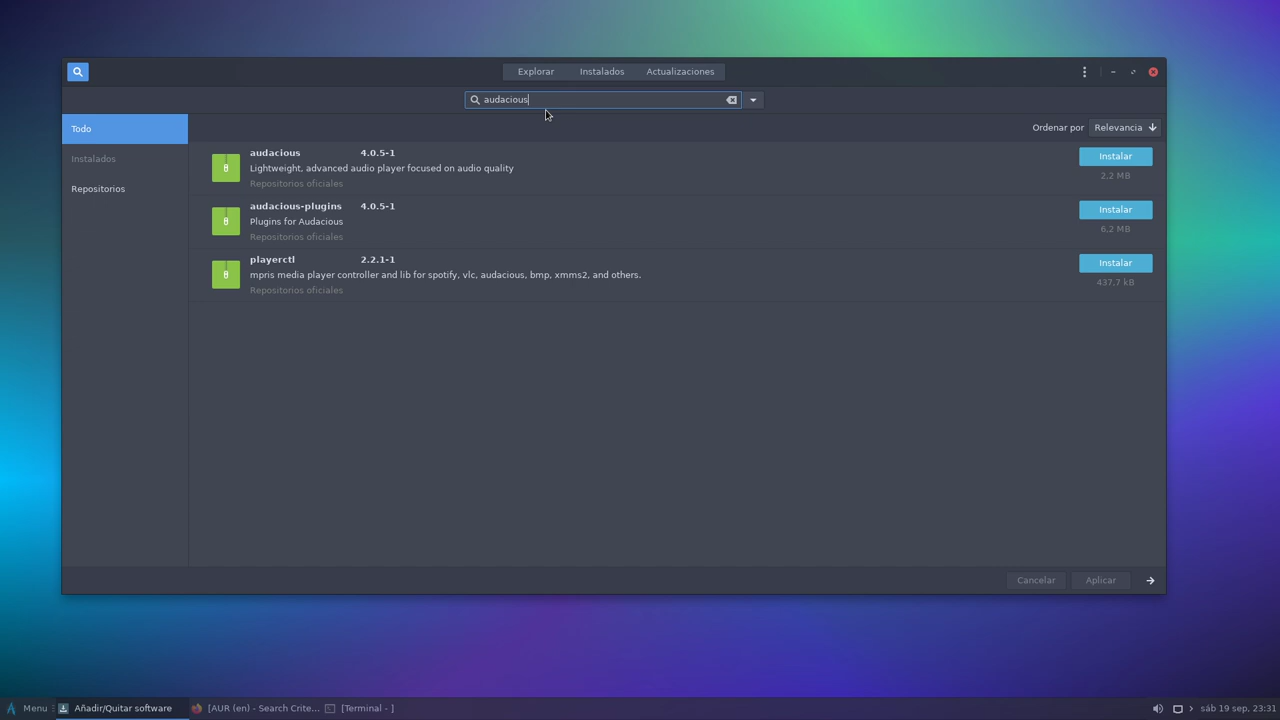 Explorar
Instalados
Actualizaciones
audacious
Todo
Ordenar por
Relevancia
Instalados
Repositorios
audacious 4.0.5-1
Instalar
Lightweight, advanced audio player focused on audio quality
2,2 MB
Repositorios oficiales
audacious-plugins 4.0.5-1
Instalar
Plugins for Audacious
6,2 MB
Repositorios oficiales
playerctl 2.2.1-1
Instalar
mpris media player controller and lib for spotify, vlc, audacious, bmp, xmms2, and others.
437,7 kB
Repositorios oficiales
Cancelar
Aplicar
Menu
Añadir/Quitar software
[AUR (en) - Search Crite...
[Terminal - ]
sáb 19 sep, 23:31